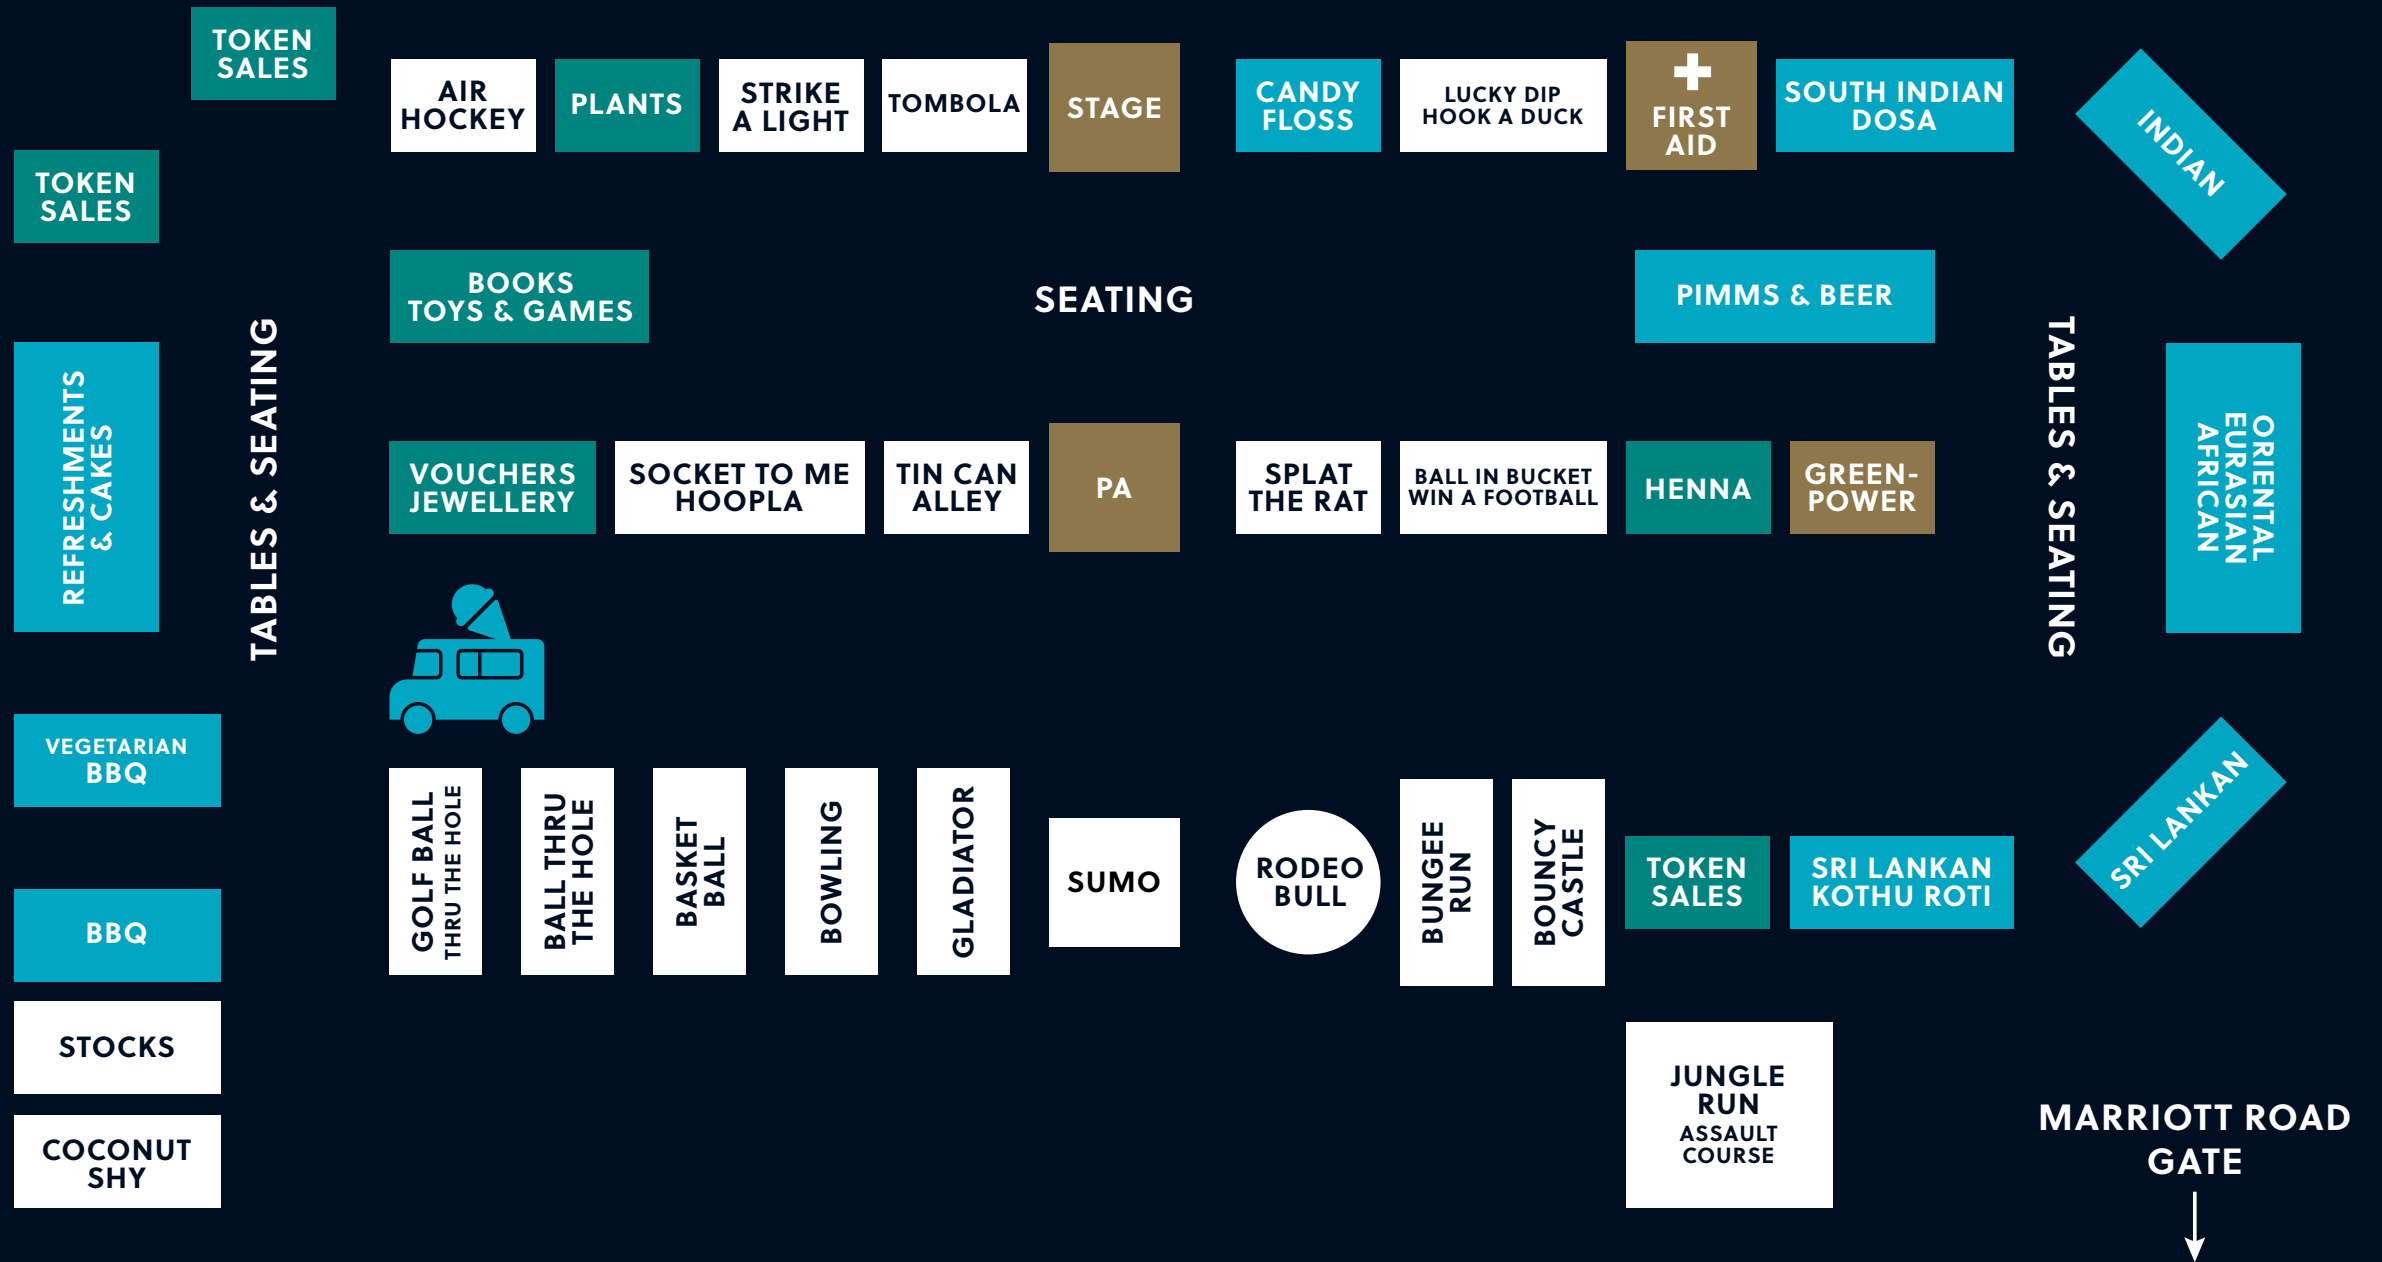 TOKEN
SALES
AIR
HOCKEY
PLANTS
STRIKE
A LIGHT
TOMBOLA
STAGE
CANDY
FLOSS
LUCKY DIP
HOOK A DUCK
FIRST
AID
SOUTH INDIAN
DOSA
INDIAN
TOKEN
SALES
BOOKS
TOYS & GAMES
SEATING
PIMMS & BEER
REFRESHMENTS
& CAKES
TABLES & SEATING
VOUCHERS
JEWELLERY
SOCKET TO ME
HOOPLA
TIN CAN
ALLEY
PA
SPLAT
THE RAT
BALL IN BUCKET
WIN A FOOTBALL
HENNA
GREEN-
POWER
TABLES & SEATING
ORIENTAL
EURASIAN
AFRICAN
VEGETARIAN
BBQ
GOLF BALL
THRU THE HOLE
BALL THRU
THE HOLE
BASKET
BALL
BOWLING
GLADIATOR
SUMO
RODEO
BULL
BUNGEE
RUN
BOUNCY
CASTLE
TOKEN
SALES
SRI LANKAN
KOTHU ROTI
SRI LANKAN
BBQ
STOCKS
COCONUT
SHY
JUNGLE
RUN
ASSAULT
COURSE
MARRIOTT ROAD
GATE